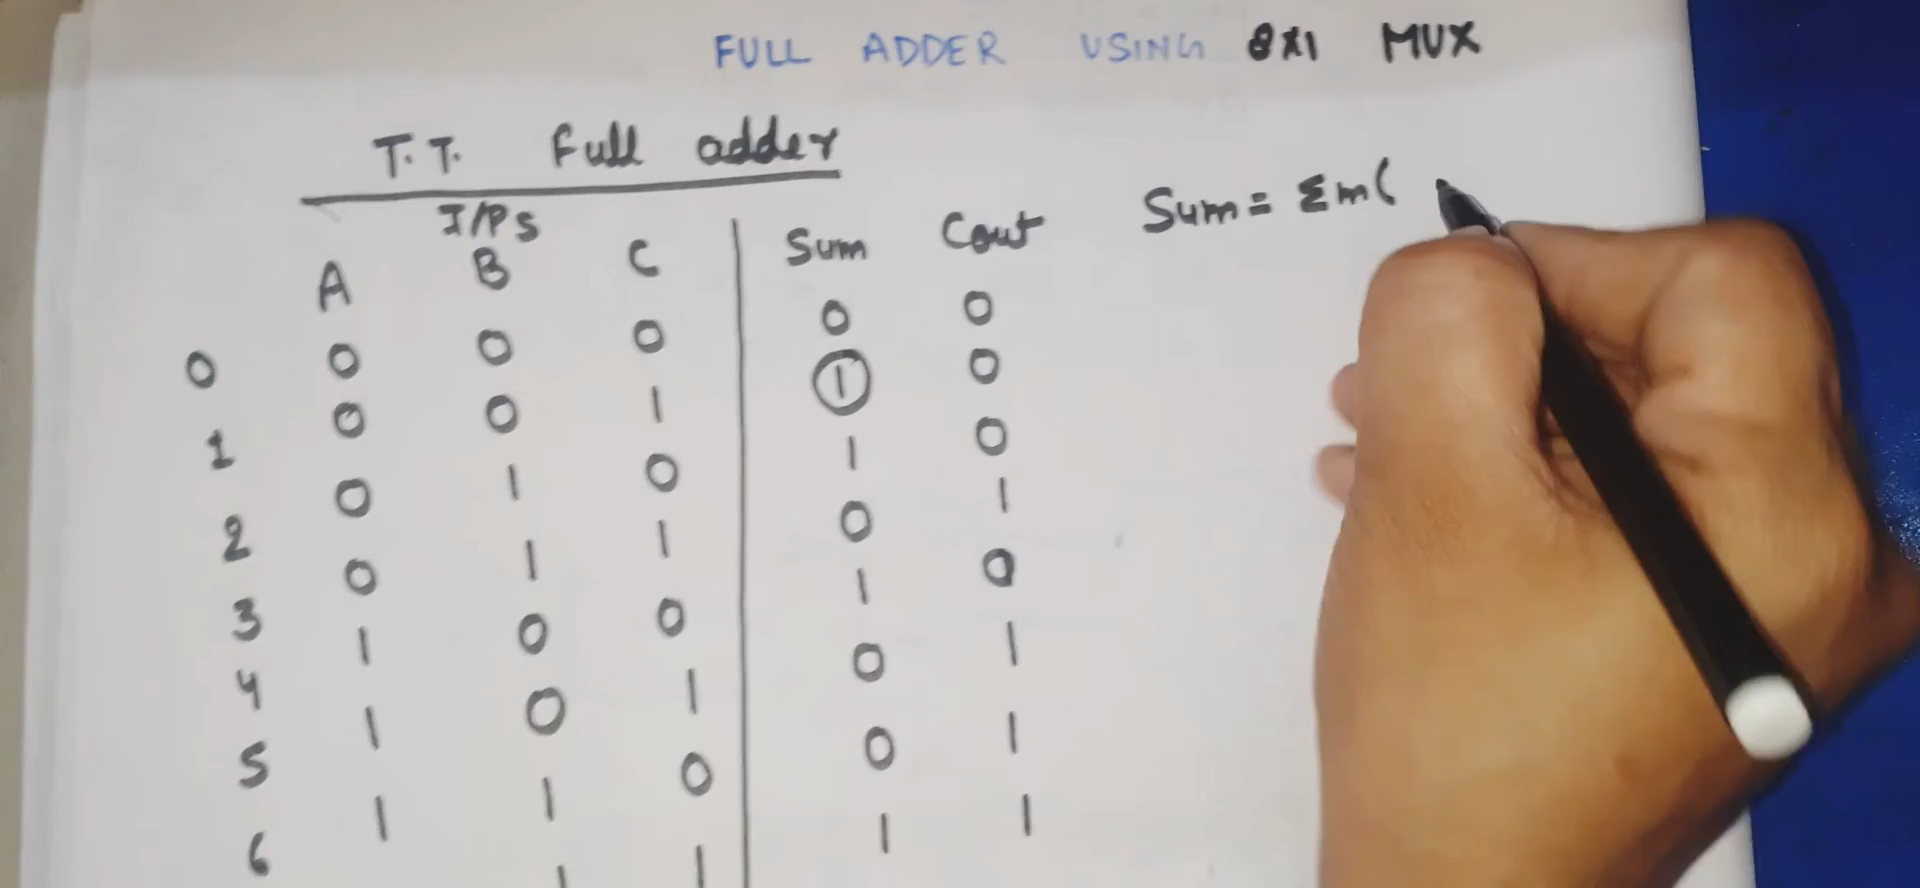 FULL ADDER USING 8X1 MUX
T.T. Full adder
Sum = Σm(
I/PS
A B C Sum Cout
0 0 0 0 0 0
1 0 0 1 1 0
2 0 1 0 1 0
3 0 1 1 0 1
4 1 0 0 1 0
5 1 0 1 0 1
6 1 1 0 0 1
1 1 1 1